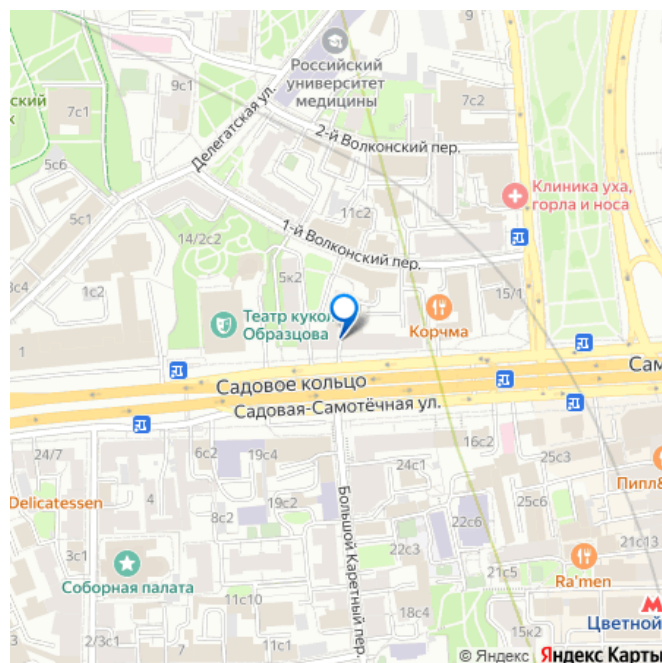 9
Российский
университет
медицины
9с1
7с1
7с2
ский
к
2-й Волконский пер.
Делегатская ул.
5с6
Клиника уха,
горла и носа
5с1
11с2
14/2с2
1-й Волконский пер.
5к2
3с4
1с2
15/1
Театр кукол
Образцова
Корчма
1
Садовое кольцо
Сам
Садовая-Самотёчная ул.
24/7
6с2
19с4
16с2
24с1
25с3
Пипл&
Delicatessen
4
19с2
25с6
8с2
22с6
Большой Каретный пер.
22с3
21с13
3с1
Соборная палата
21с5
Ra'men
11с10
18с4
Цветной
2/3с1
11с1
15к2
© Яндекс Яндекс Карты